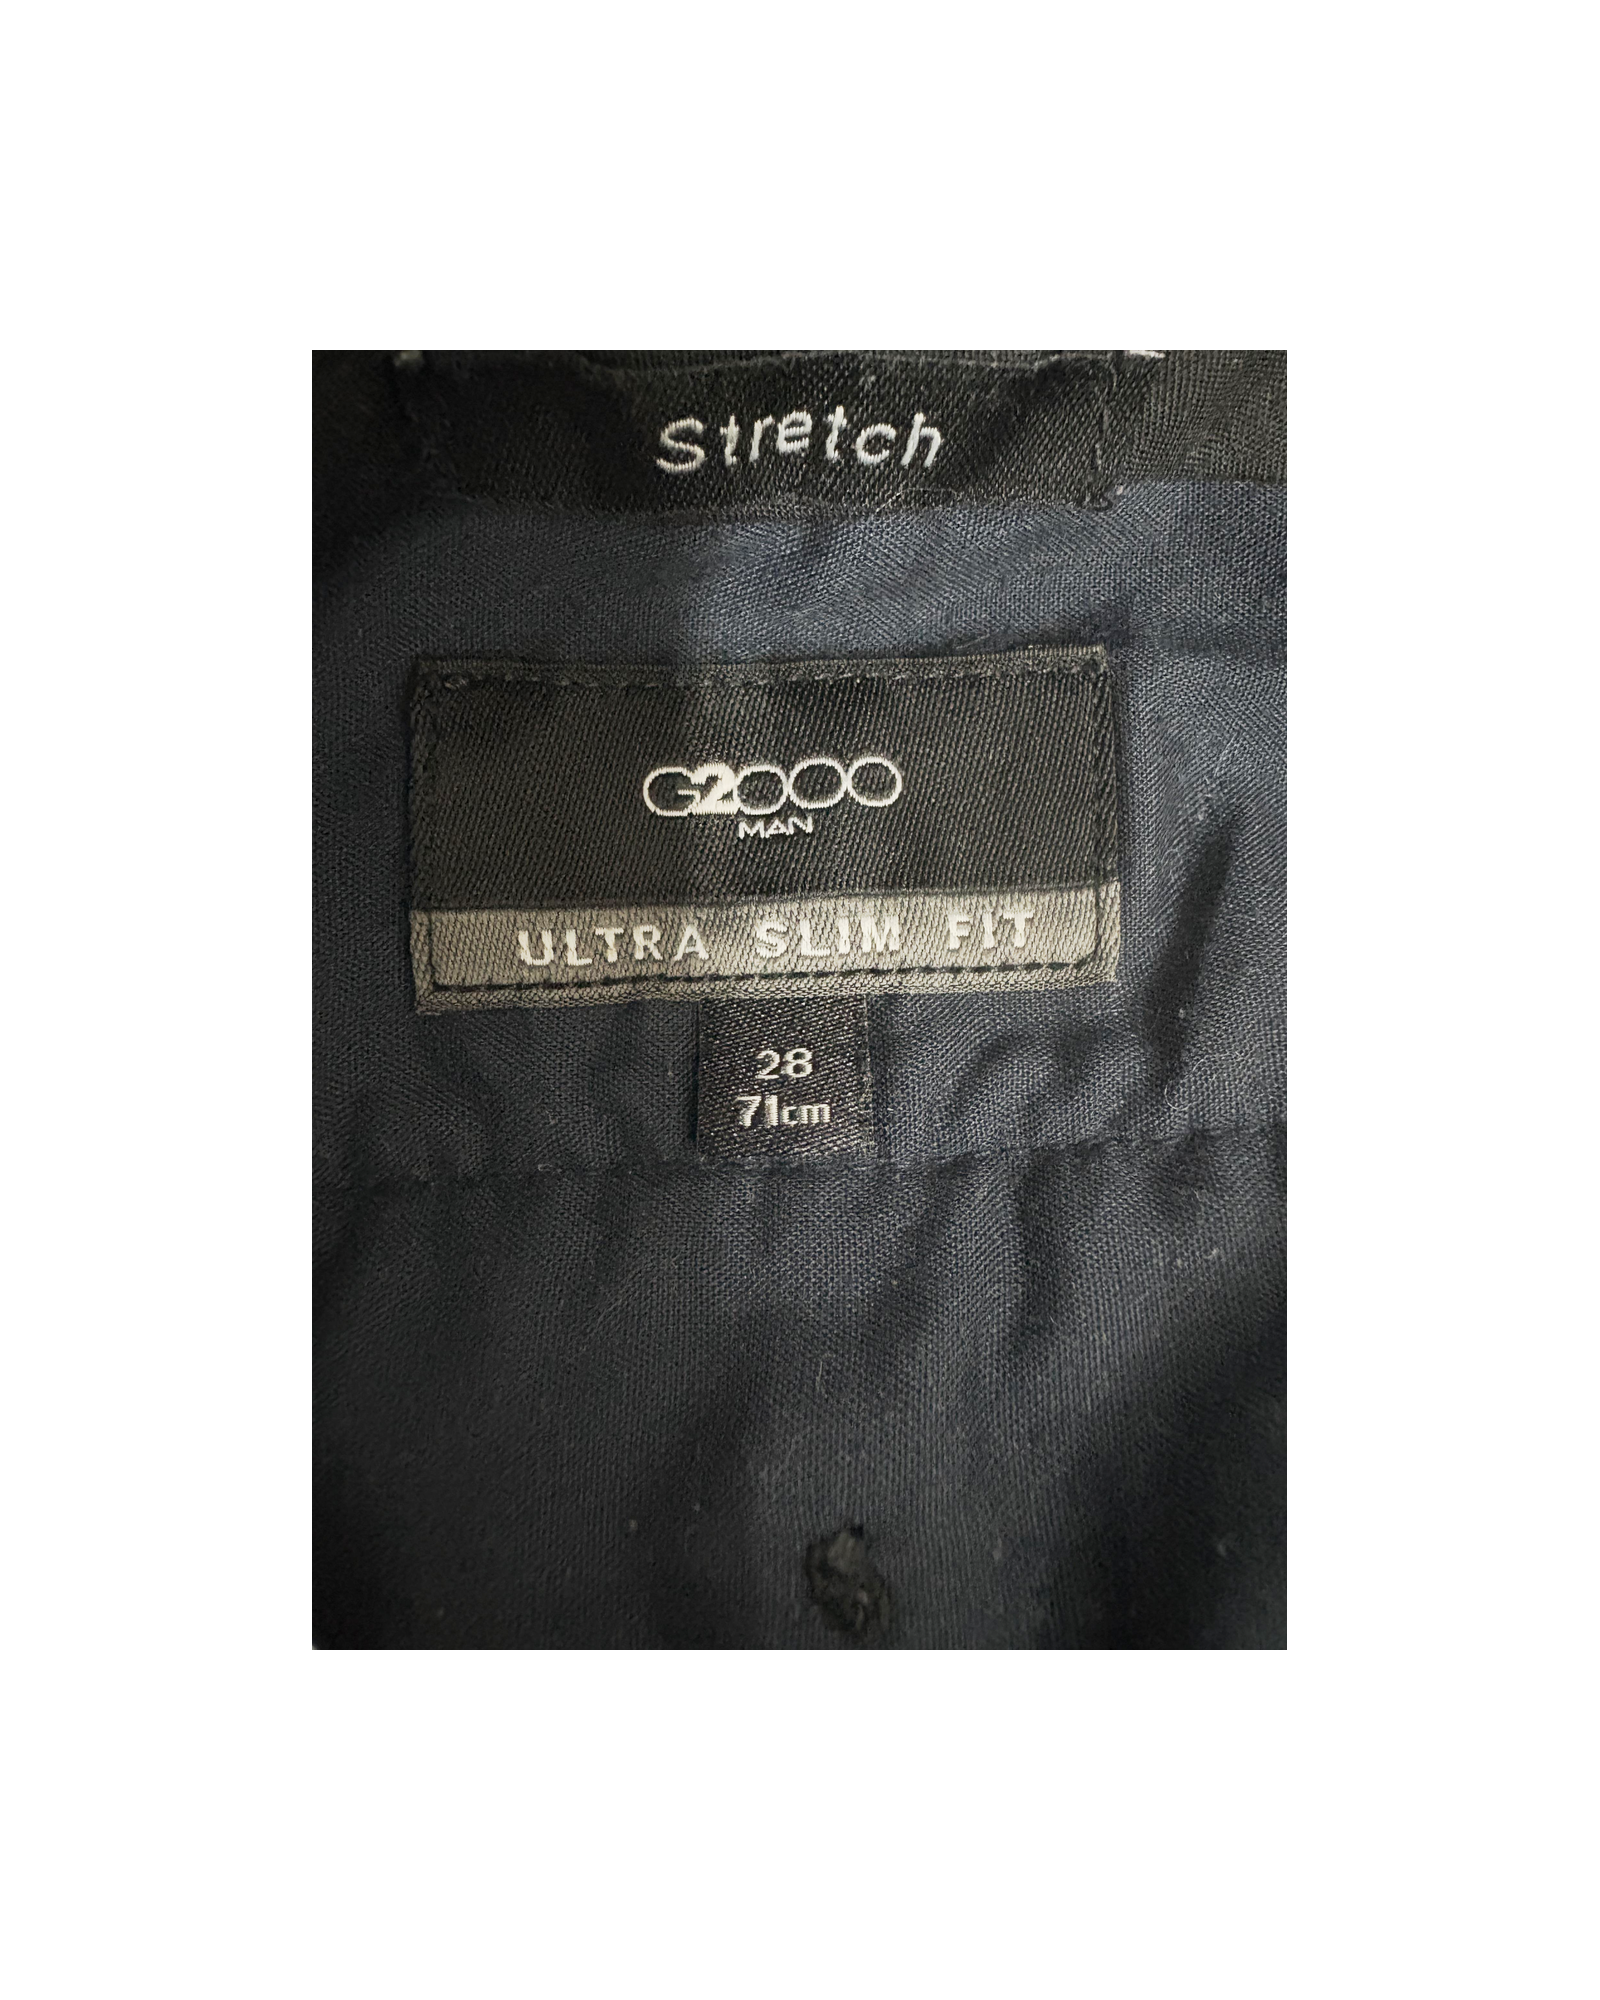 Stretch
G2000
MAN
ULTRA SLIM FIT
28
71cm